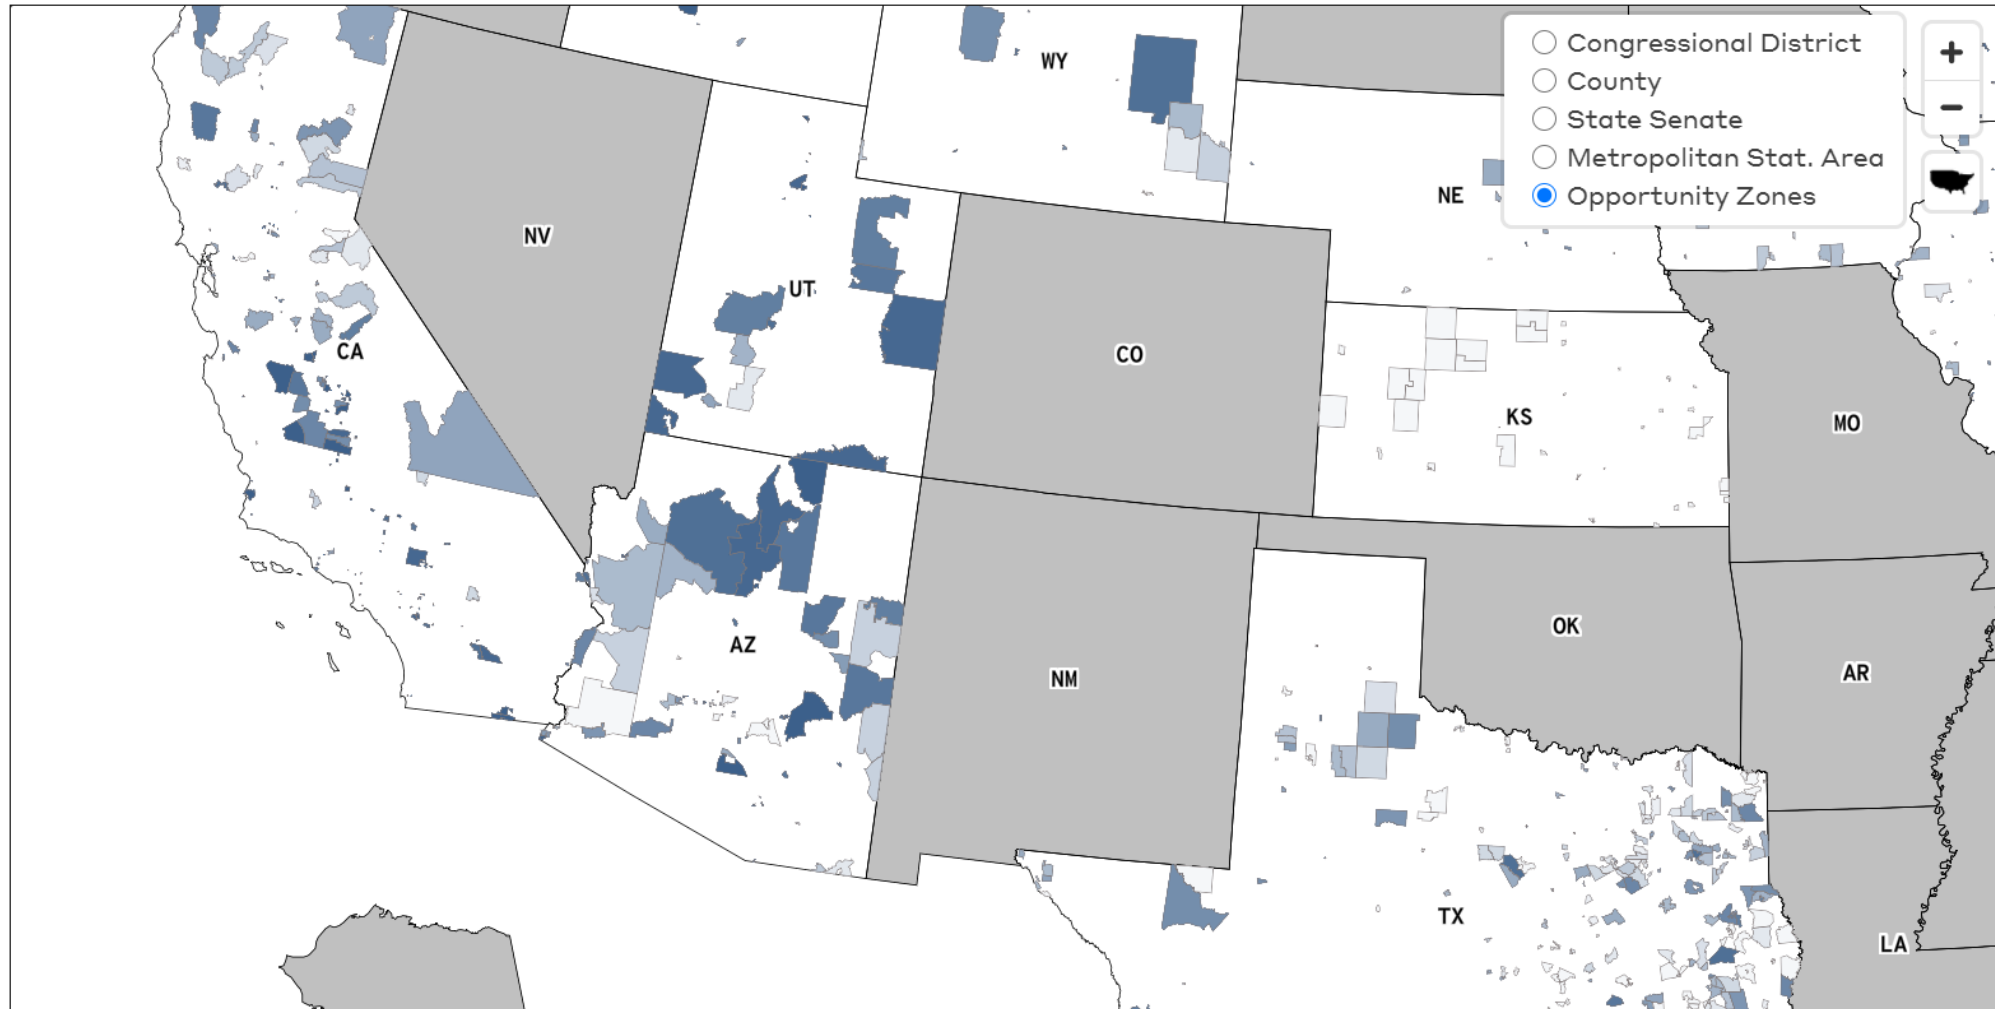 Congressional District
County
State Senate
Metropolitan Stat. Area
Opportunity Zones
+
−
WY
NE
NV
UT
CA
CO
KS
MO
AZ
NM
OK
AR
TX
LA